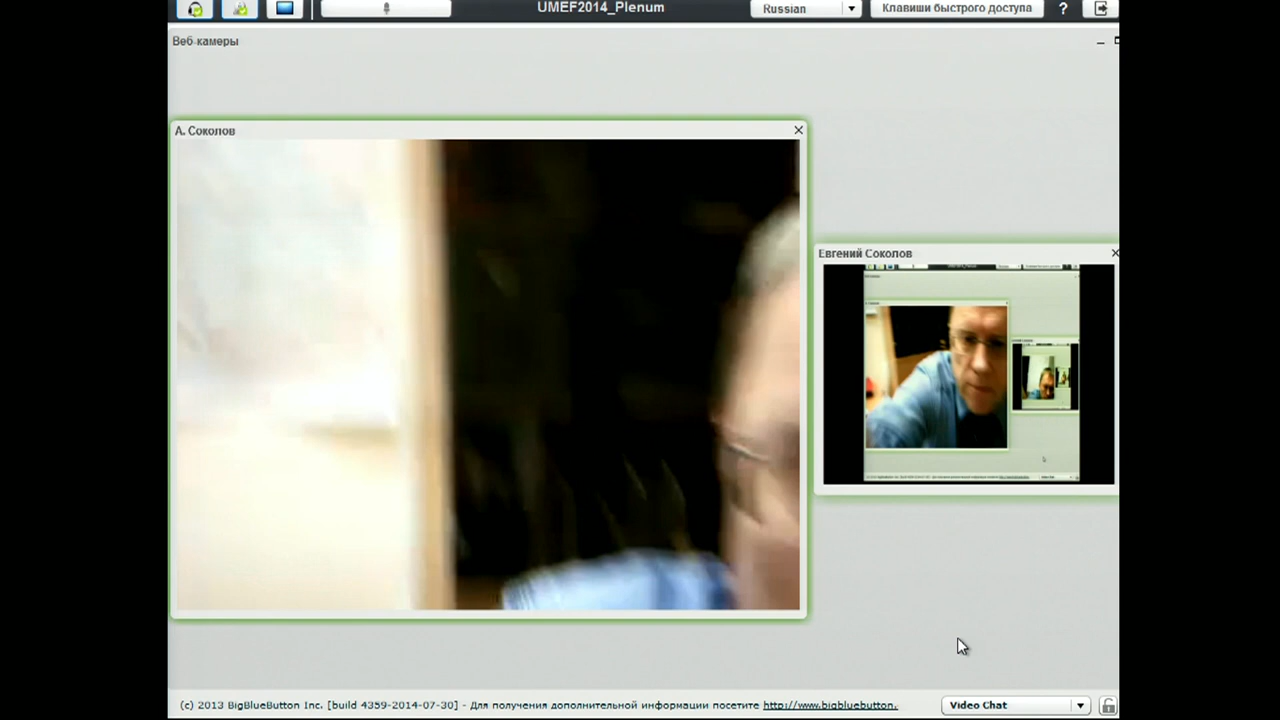 UMEF2014_Plenum
Russian
Клавиши быстрого доступа
?
Веб камеры
А. Соколов
Евгений Соколов
(c) 2013 BigBlueButton Inc. [build 4359-2014-07-30] - Для получения дополнительной информации посетите http://www.bigbluebutton.
Video Chat